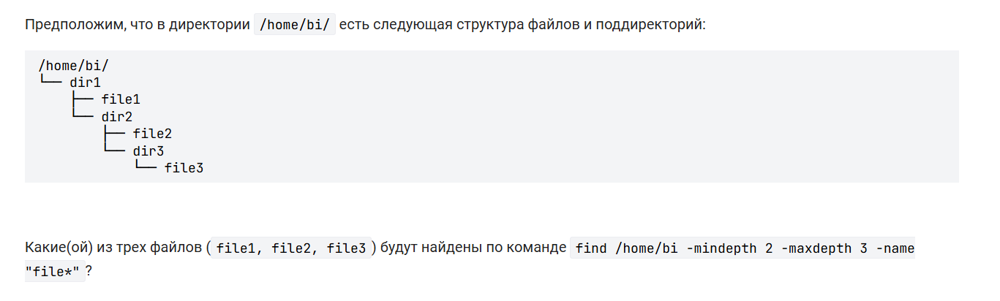 Предположим, что в директории /home/bi/ есть следующая структура файлов и поддиректорий:
/home/bi/
└── dir1
    ├── file1
    └── dir2
        ├── file2
        └── dir3
            └── file3
Какие(ой) из трех файлов (file1, file2, file3) будут найдены по команде find /home/bi -mindepth 2 -maxdepth 3 -name
"file*"?